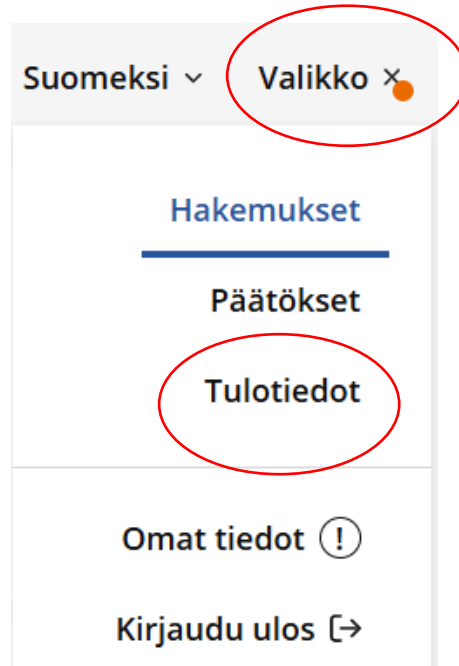 Suomeksi Valikko
Hakemukset
Päätökset
Tulotiedot
Omat tiedot
Kirjaudu ulos